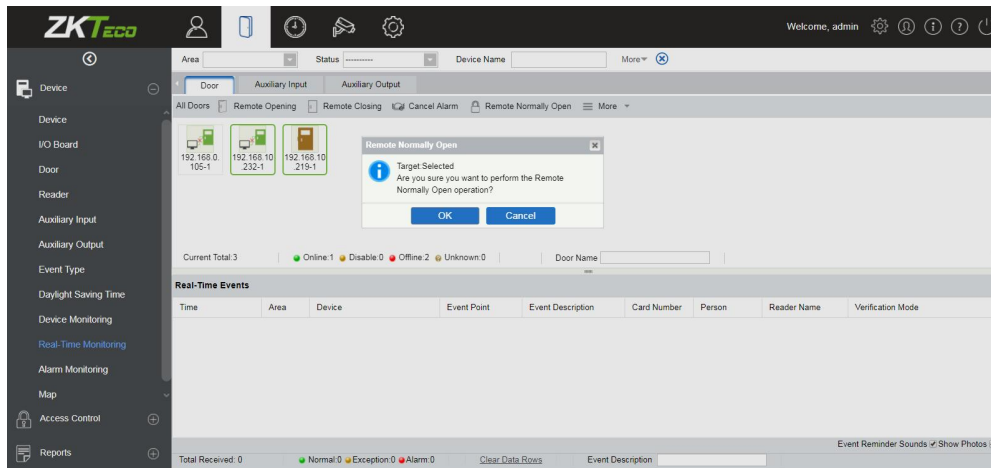 ZKTeco
Welcome, admin
Area
Status ----------
Device Name
More
Device
Door
Auxiliary Input
Auxiliary Output
All Doors
Remote Opening
Remote Closing
Cancel Alarm
Remote Normally Open
More
Device
I/O Board
Door
Reader
Auxiliary Input
Auxiliary Output
Event Type
Daylight Saving Time
Device Monitoring
Real-Time Monitoring
Alarm Monitoring
Map
Access Control
Reports
192.168.0.
105-1
192.168.10
.232-1
192.168.10
.219-1
Remote Normally Open
Target:Selected
Are you sure you want to perform the Remote
Normally Open operation?
OK
Cancel
Current Total:3
Online:1
Disable:0
Offline:2
Unknown:0
Door Name
Real-Time Events
Time
Area
Device
Event Point
Event Description
Card Number
Person
Reader Name
Verification Mode
Event Reminder Sounds
Show Photos
Total Received: 0
Normal:0
Exception:0
Alarm:0
Clear Data Rows
Event Description